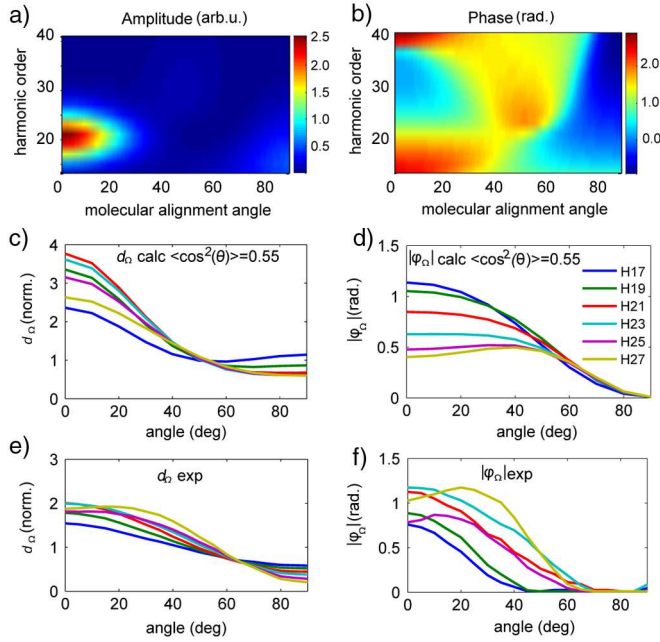 a) Amplitude (arb.u.)
b) Phase (rad.)
40
30
20
harmonic order
0 20 40 60 80
molecular alignment angle
2.5
2.0
1.5
1.0
0.5
40
30
20
harmonic order
0 20 40 60 80
molecular alignment angle
2.0
1.0
0.0
c) dΩ calc <cos²(θ)>=0.55
4
3
2
1
0
dΩ (norm.)
0 20 40 60 80
angle (deg)
d) |φΩ| calc <cos²(θ)>=0.55
1.5
1
0.5
0
|φΩ| (rad.)
H17
H19
H21
H23
H25
H27
0 20 40 60 80
angle (deg)
e) dΩ exp
3
2
1
0
dΩ (norm.)
0 20 40 60 80
angle (deg)
f) |φΩ|exp
1.5
1
0.5
0
|φΩ| (rad.)
0 20 40 60 80
angle (deg)